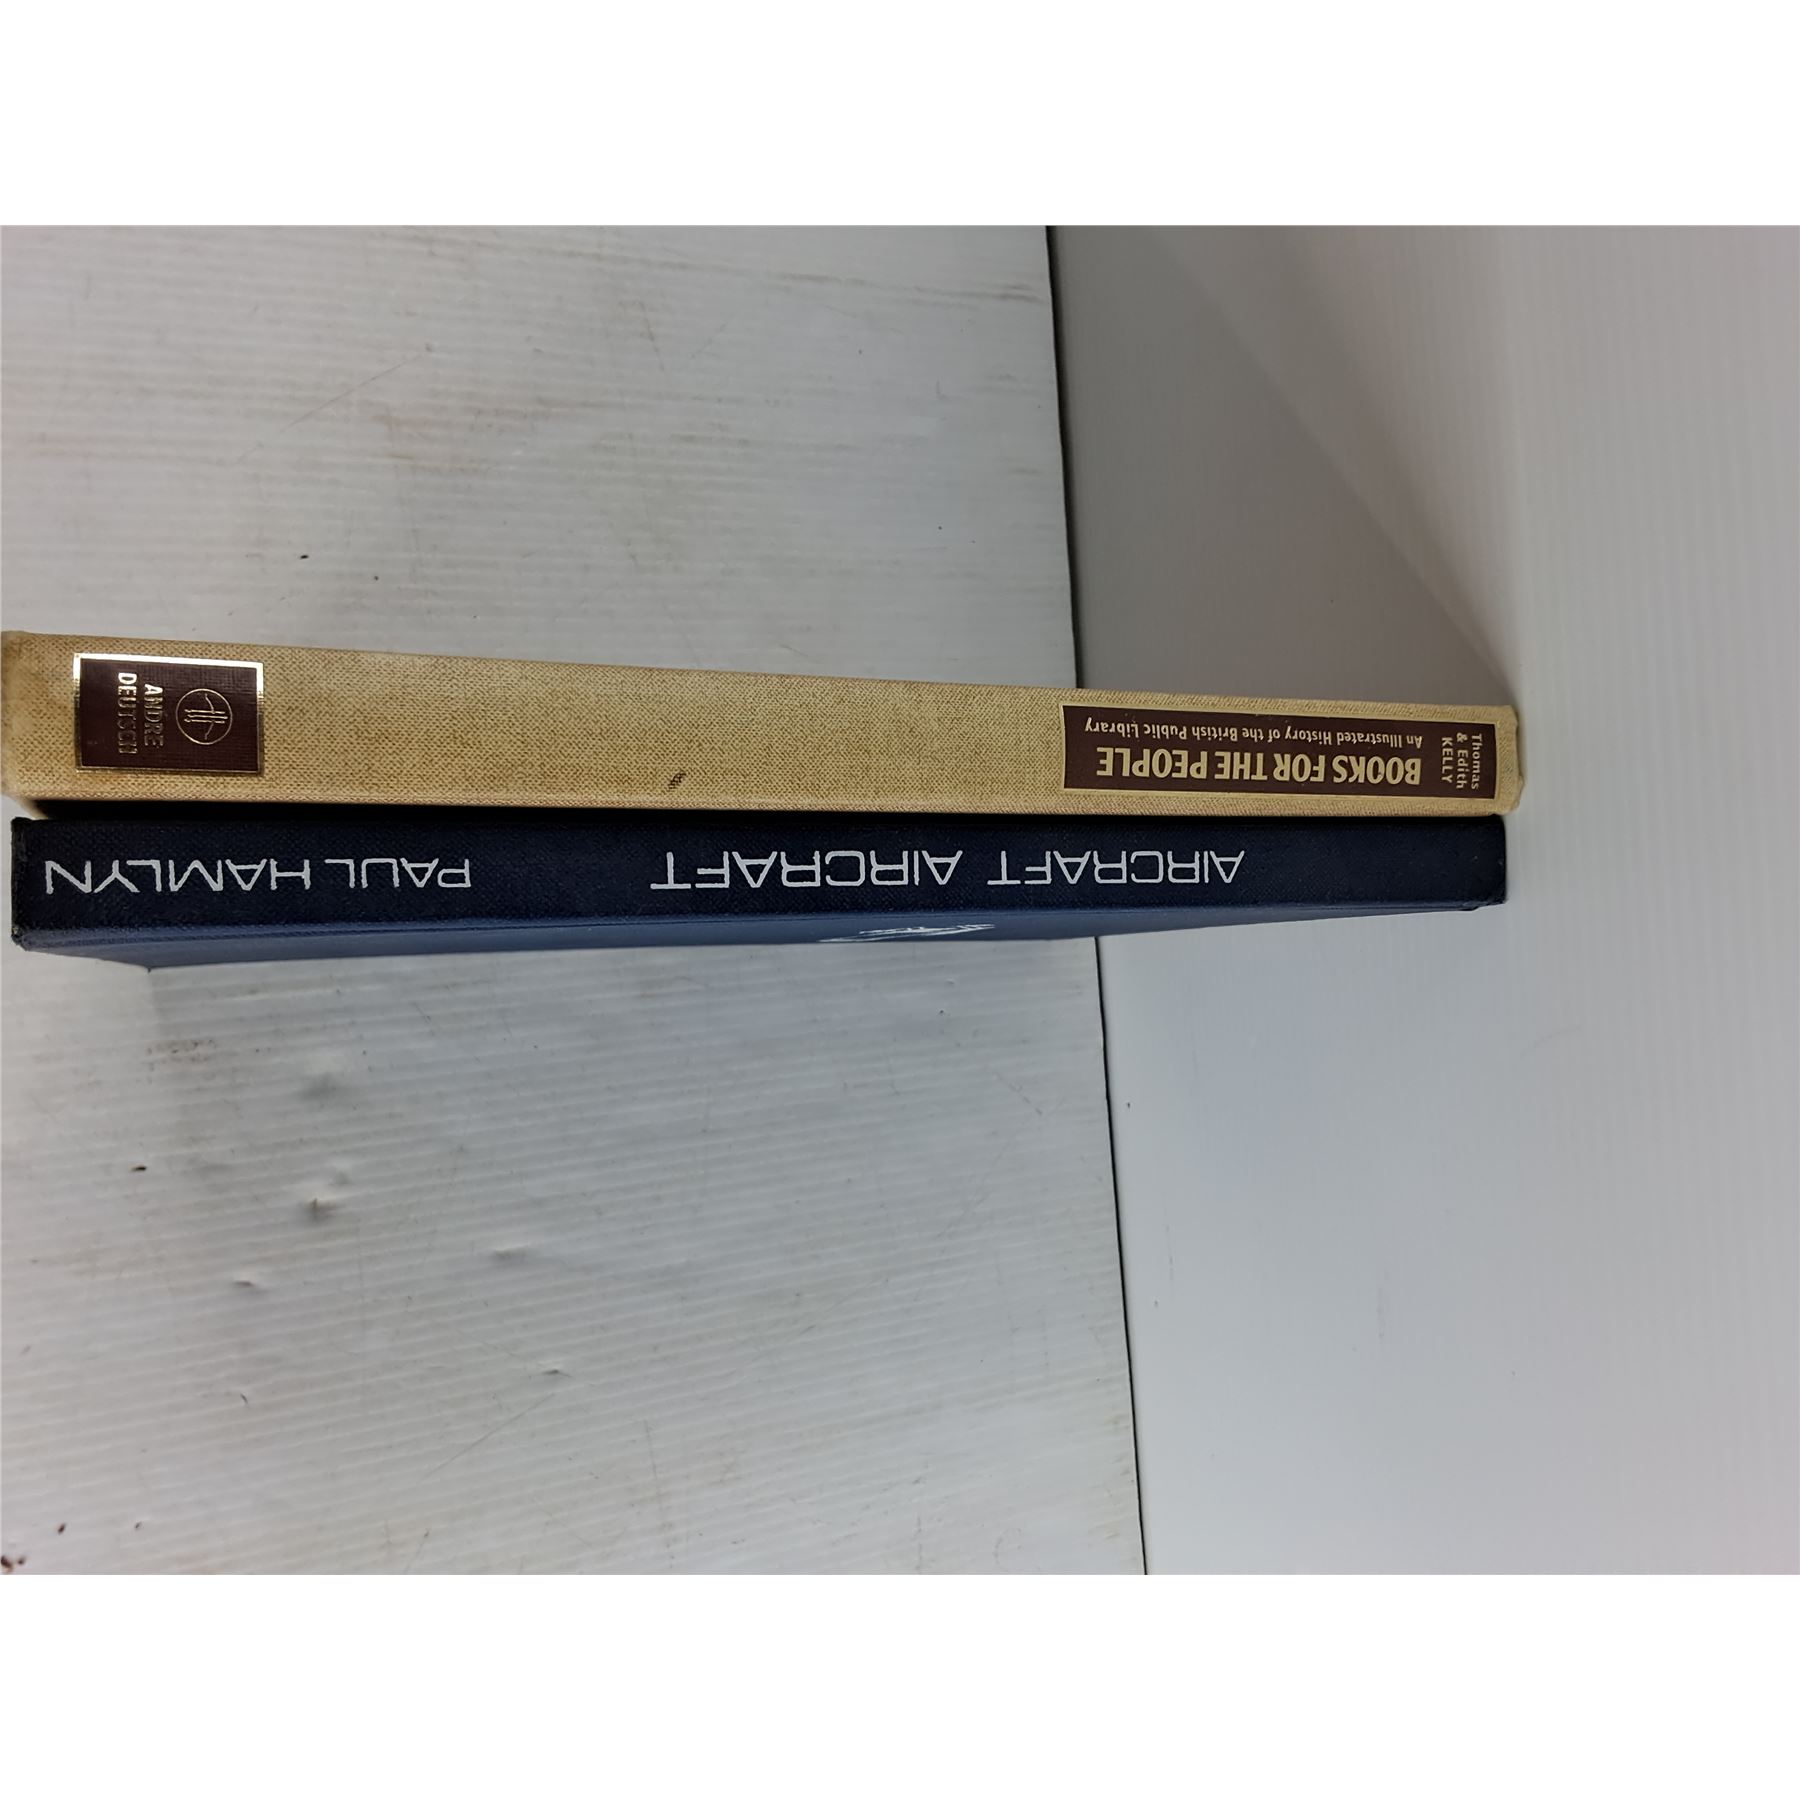 Thomas
& Edith
KELLY
BOOKS FOR THE PEOPLE
An Illustrated History of the British Public Library
ANDRE
DEUTSCH
AIRCRAFT AIRCRAFT
PAUL HAMLYN